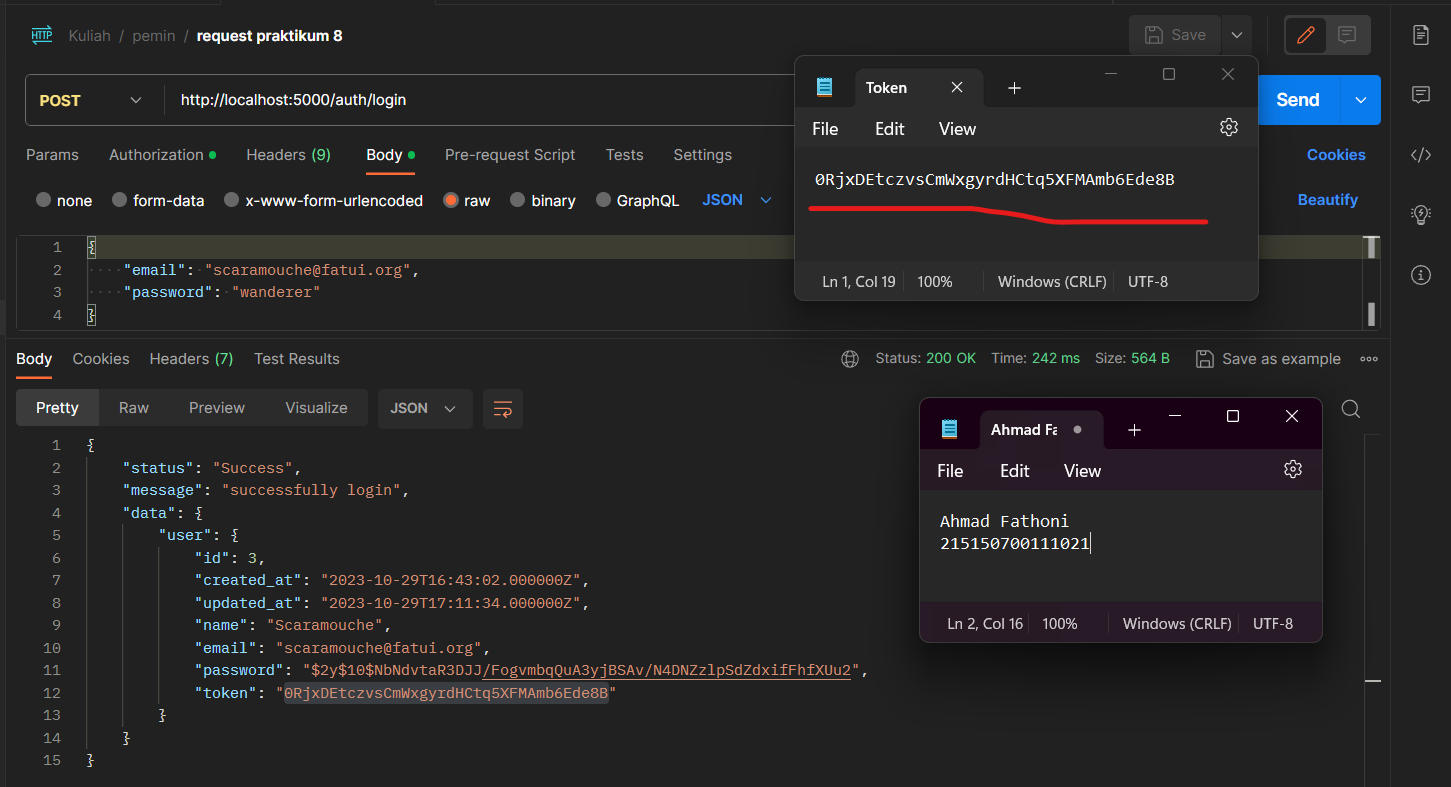 Kuliah / pemin / request praktikum 8
Save
POST
http://localhost:5000/auth/login
Send
Params Authorization Headers (9) Body Pre-request Script Tests Settings
Cookies
none form-data x-www-form-urlencoded raw binary GraphQL JSON
Beautify
1 {
2 "email": "scaramouche@fatui.org",
3 "password": "wanderer"
4 }
Token
File Edit View
0RjxDEtczvsCmWxgyrdHCtq5XFMAmb6Ede8B
Ln 1, Col 19 100% Windows (CRLF) UTF-8
Body Cookies Headers (7) Test Results
Status: 200 OK Time: 242 ms Size: 564 B Save as example
Pretty Raw Preview Visualize JSON
1 {
2 "status": "Success",
3 "message": "successfully login",
4 "data": {
5 "user": {
6 "id": 3,
7 "created_at": "2023-10-29T16:43:02.000000Z",
8 "updated_at": "2023-10-29T17:11:34.000000Z",
9 "name": "Scaramouche",
10 "email": "scaramouche@fatui.org",
11 "password": "$2y$10$NbNdvtaR3DJJ/FogvmbqQuA3yjBSAv/N4DNZzlpSdZdxifFhfXUu2",
12 "token": "0RjxDEtczvsCmWxgyrdHCtq5XFMAmb6Ede8B"
13 }
14 }
15 }
Ahmad Fa
File Edit View
Ahmad Fathoni
215150700111021
Ln 2, Col 16 100% Windows (CRLF) UTF-8
HTTP